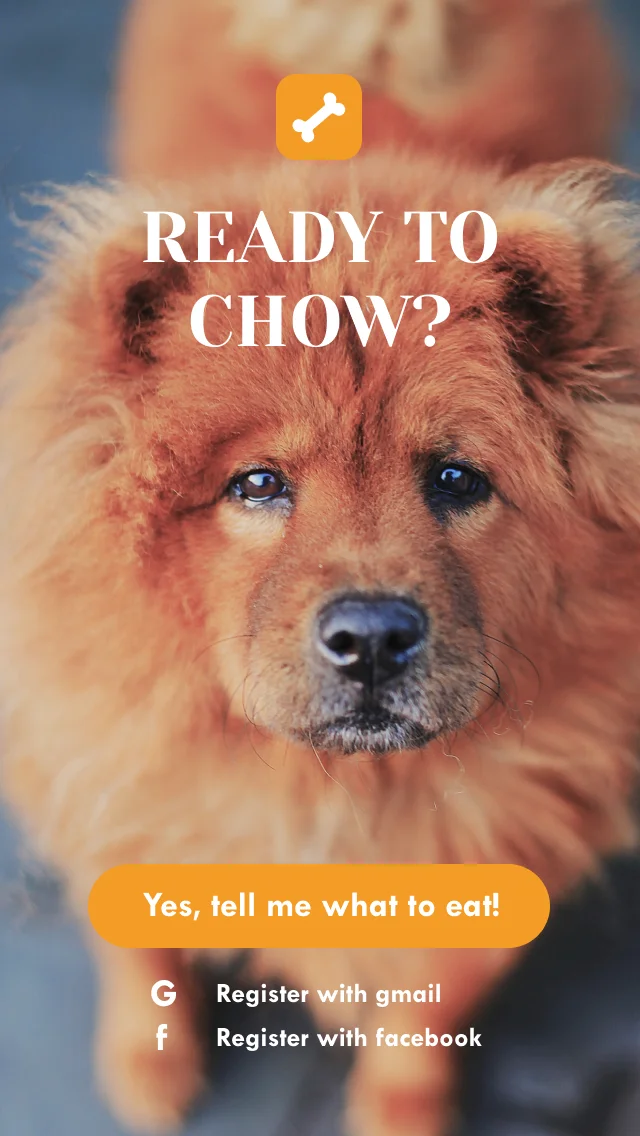 READY TO
CHOW?
Yes, tell me what to eat!
G Register with gmail
f Register with facebook